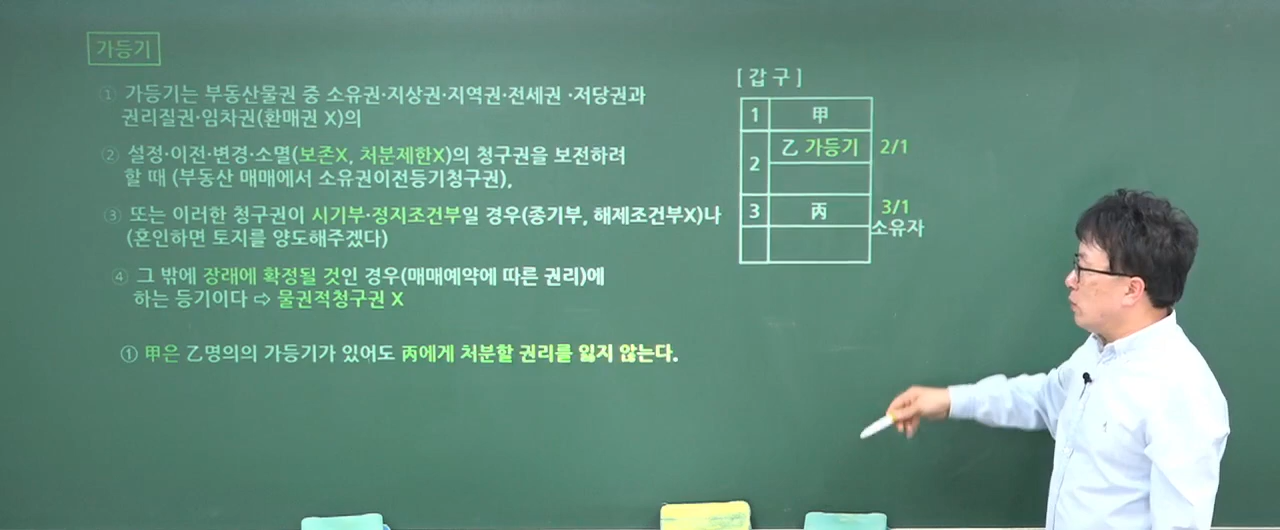 가등기
① 가등기는 부동산물권 중 소유권·지상권·지역권·전세권 ·저당권과
권리질권·임차권(환매권 X)의
② 설정·이전·변경·소멸(보존X, 처분제한X)의 청구권을 보전하려
할 때 (부동산 매매에서 소유권이전등기청구권),
③ 또는 이러한 청구권이 시기부·정지조건부일 경우(종기부, 해제조건부X)나
(혼인하면 토지를 양도해주겠다)
④ 그 밖에 장래에 확정될 것인 경우(매매예약에 따른 권리)에
하는 등기이다 ⇨ 물권적청구권 X
① 甲은 乙명의의 가등기가 있어도 丙에게 처분할 권리를 잃지 않는다.
[ 갑 구 ]
1 甲
2 乙 가등기 2/1
3 丙 3/1
소유자